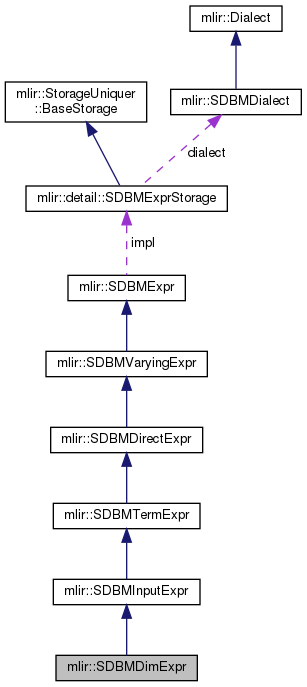 mlir::Dialect
mlir::StorageUniquer
::BaseStorage
mlir::SDBMDialect
dialect
mlir::detail::SDBMExprStorage
impl
mlir::SDBMExpr
mlir::SDBMVaryingExpr
mlir::SDBMDirectExpr
mlir::SDBMTermExpr
mlir::SDBMInputExpr
mlir::SDBMDimExpr